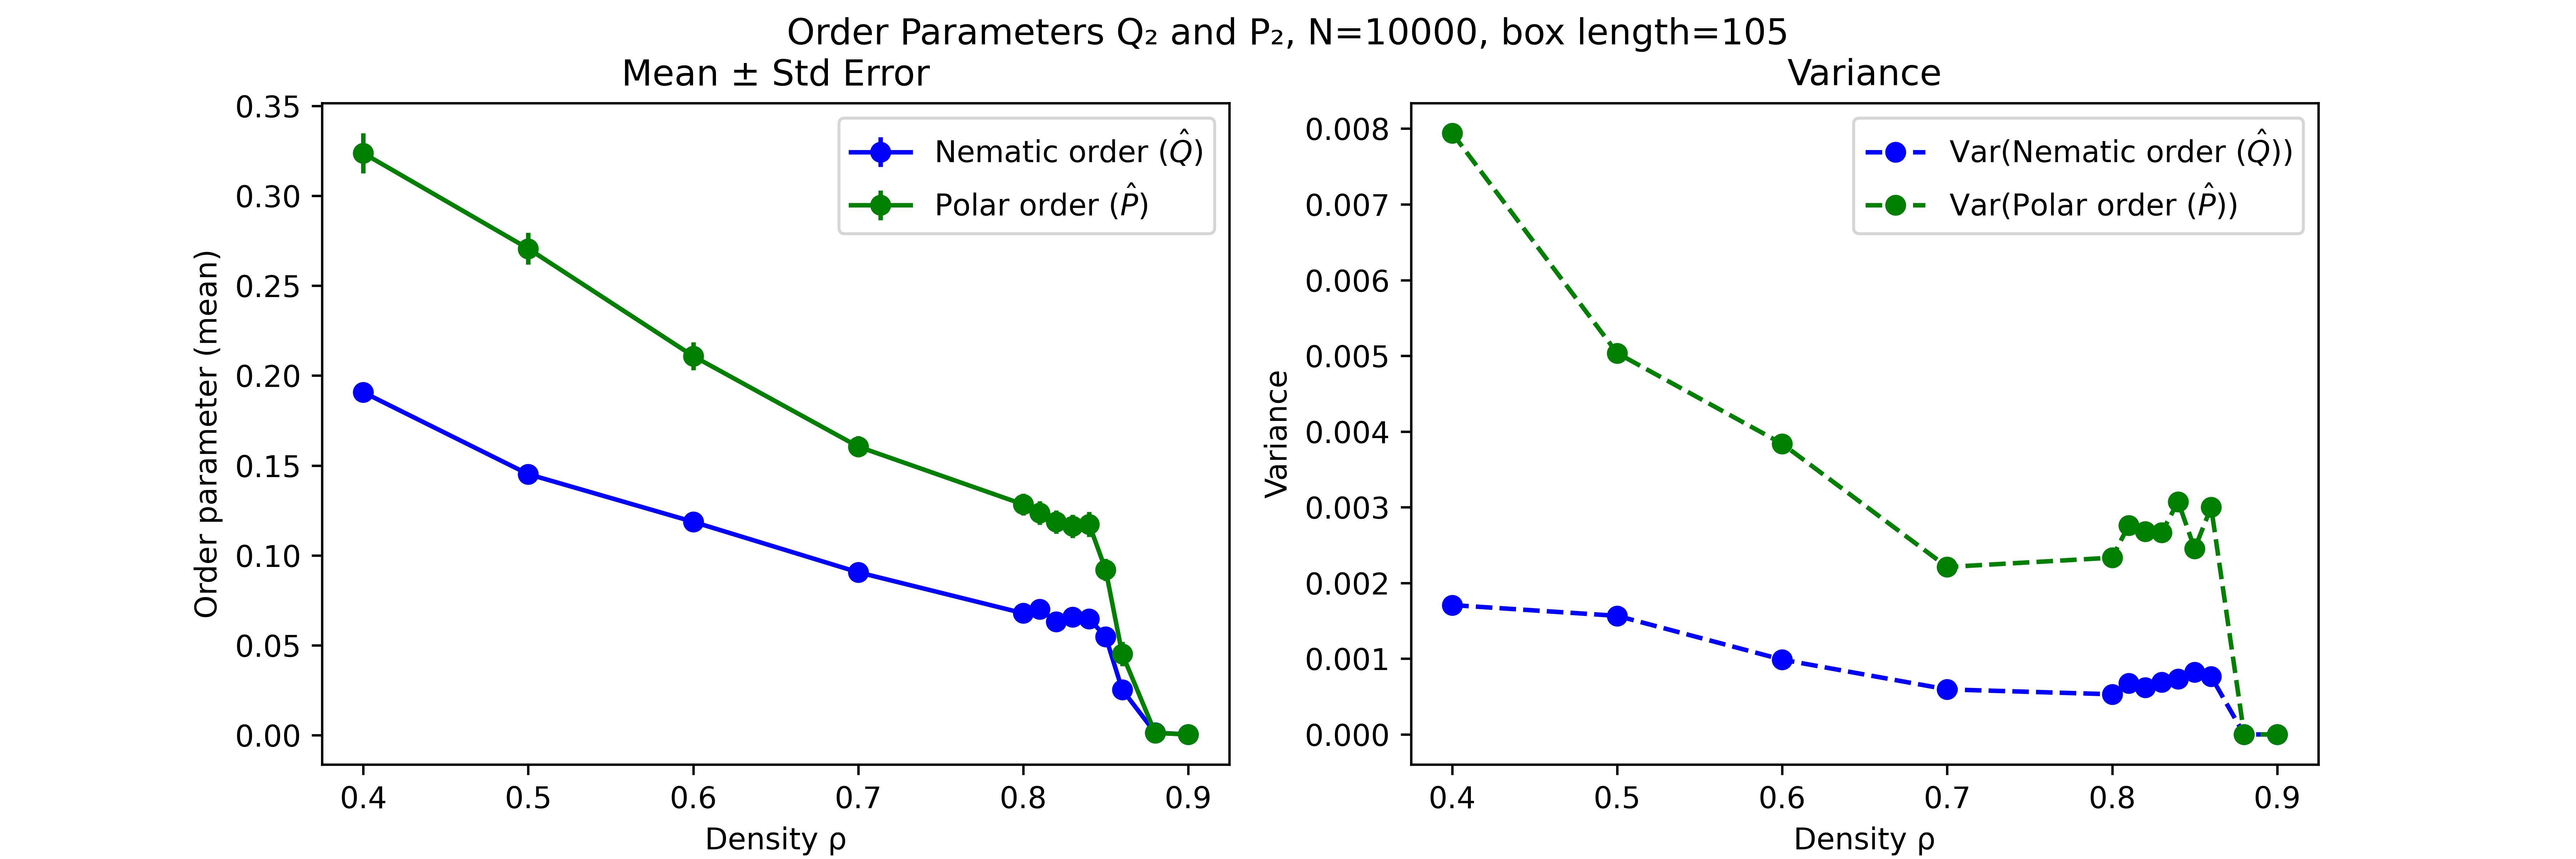 Order Parameters Q₂ and P₂, N=10000, box length=105
Mean ± Std Error
0.35
0.30
0.25
0.20
0.15
0.10
0.05
0.00
Order parameter (mean)
Nematic order (Q̂)
Polar order (P̂)
0.4 0.5 0.6 0.7 0.8 0.9
Density ρ
Variance
0.008
0.007
0.006
0.005
0.004
0.003
0.002
0.001
0.000
Variance
Var(Nematic order (Q̂))
Var(Polar order (P̂))
0.4 0.5 0.6 0.7 0.8 0.9
Density ρ